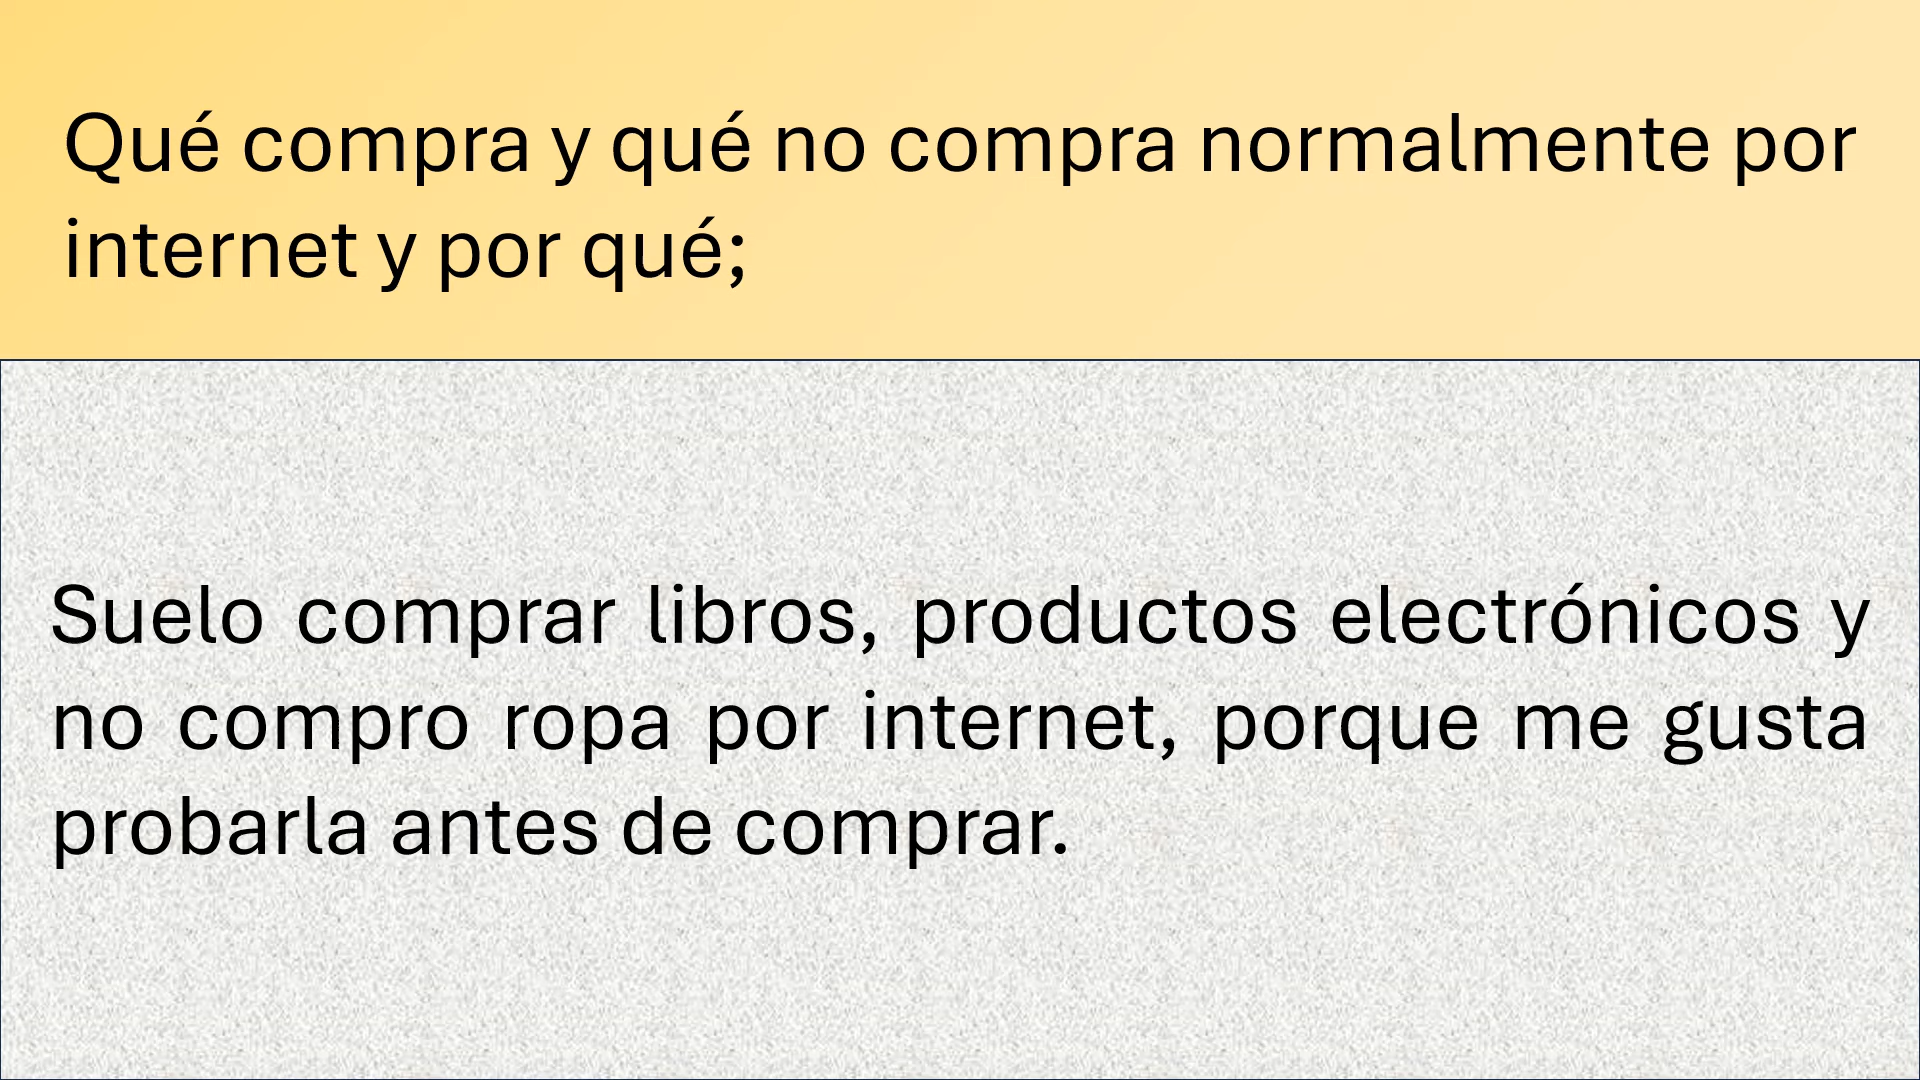 Qué compra y qué no compra normalmente por
internet y por qué;
Suelo comprar libros, productos electrónicos y
no compro ropa por internet, porque me gusta
probarla antes de comprar.